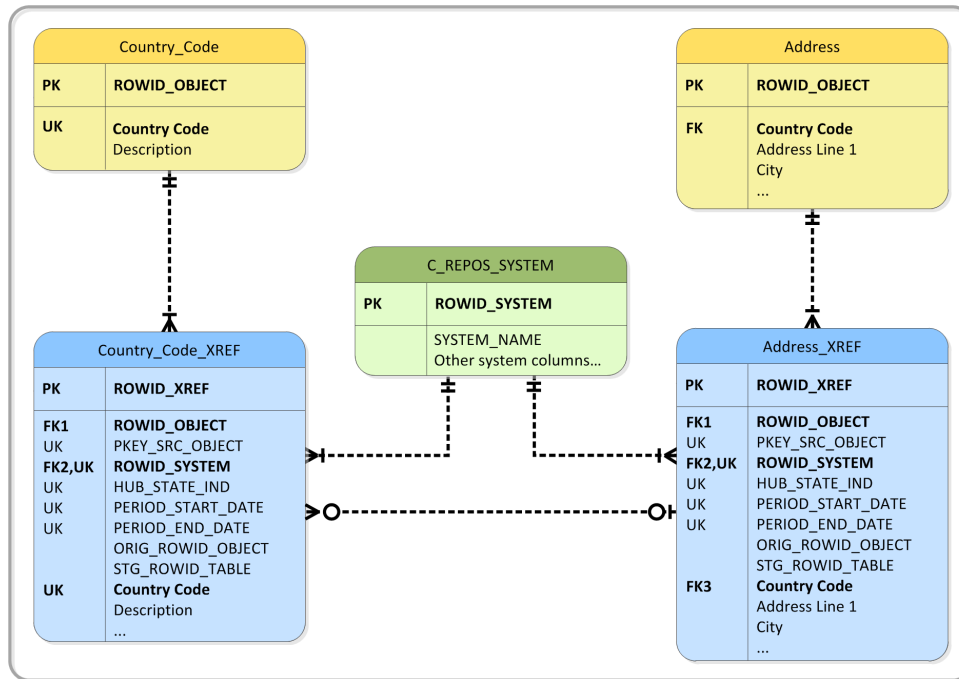 Country_Code
PK ROWID_OBJECT
UK Country Code
Description
Address
PK ROWID_OBJECT
FK Country Code
Address Line 1
City
...
C_REPOS_SYSTEM
PK ROWID_SYSTEM
SYSTEM_NAME
Other system columns...
Country_Code_XREF
PK ROWID_XREF
FK1 ROWID_OBJECT
UK PKEY_SRC_OBJECT
FK2,UK ROWID_SYSTEM
UK HUB_STATE_IND
UK PERIOD_START_DATE
UK PERIOD_END_DATE
ORIG_ROWID_OBJECT
STG_ROWID_TABLE
UK Country Code
Description
...
Address_XREF
PK ROWID_XREF
FK1 ROWID_OBJECT
UK PKEY_SRC_OBJECT
FK2,UK ROWID_SYSTEM
UK HUB_STATE_IND
UK PERIOD_START_DATE
UK PERIOD_END_DATE
ORIG_ROWID_OBJECT
STG_ROWID_TABLE
FK3 Country Code
Address Line 1
City
...